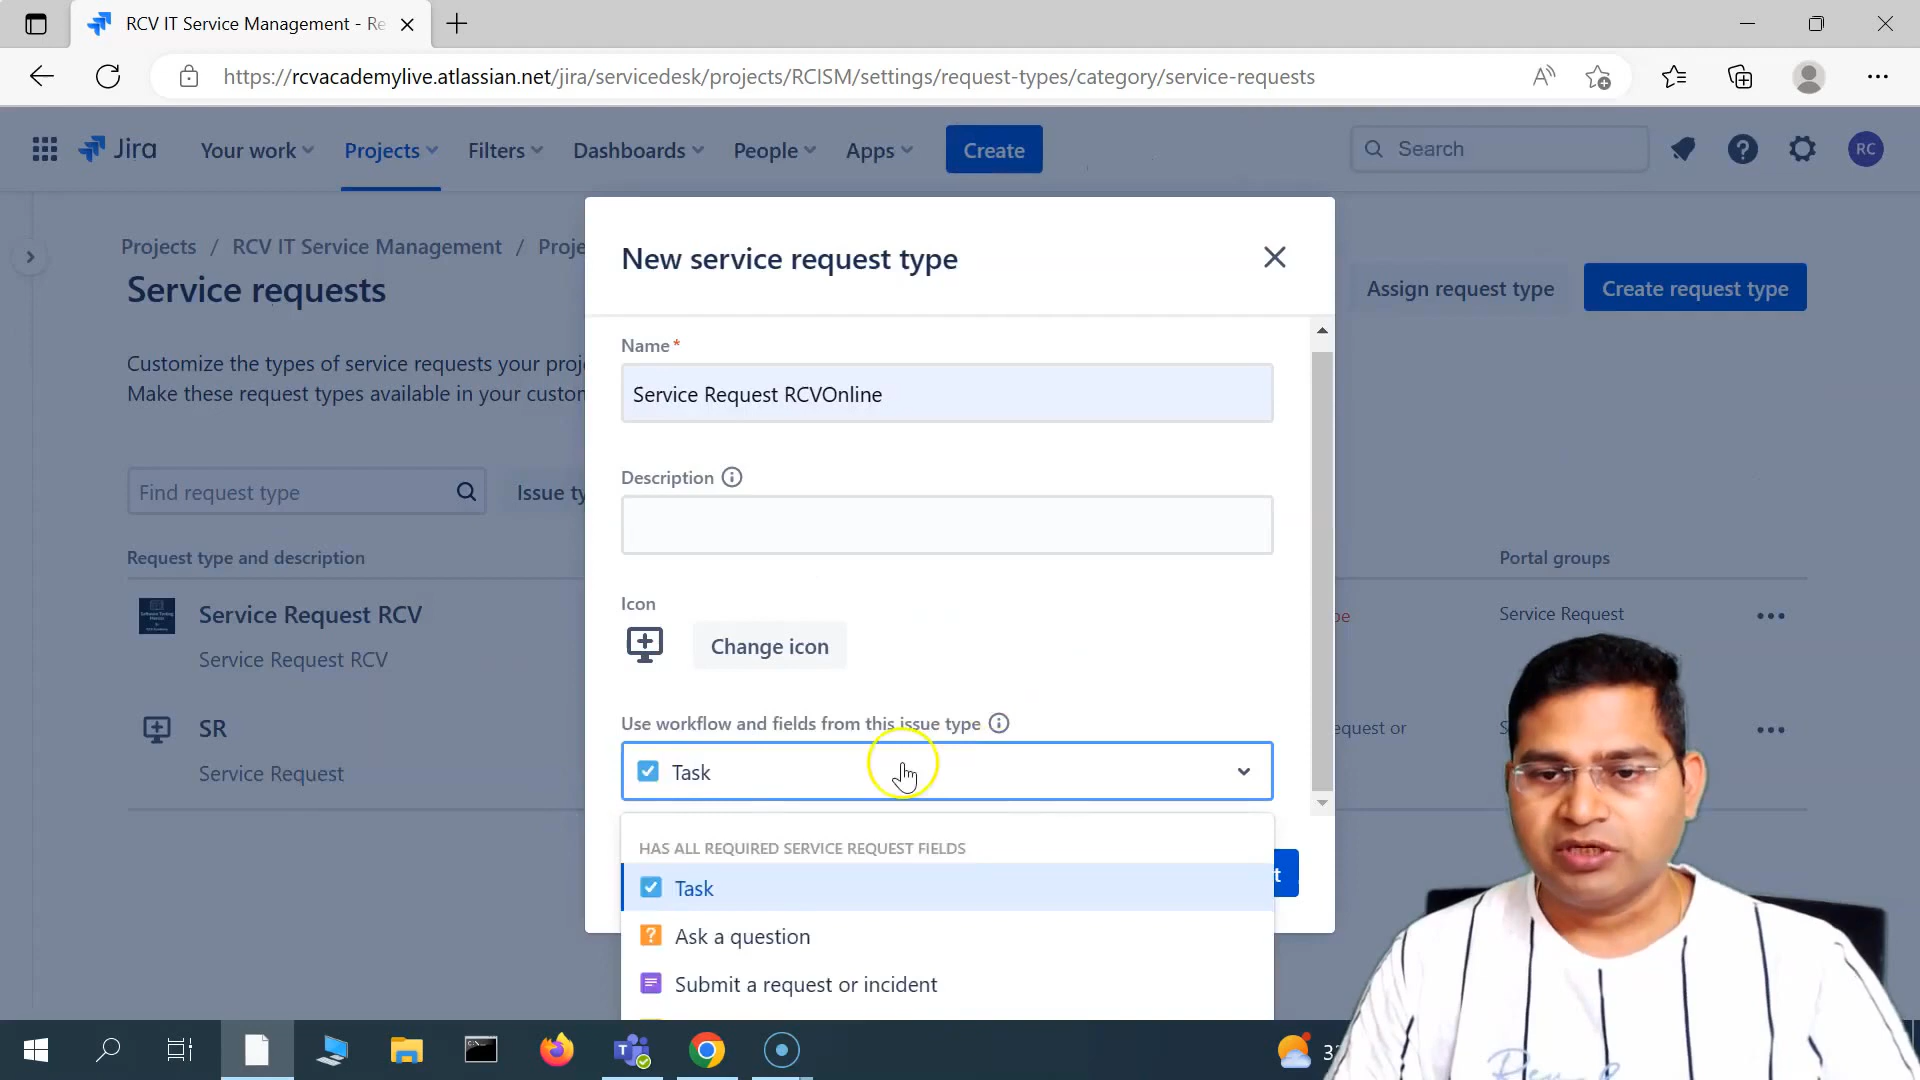 RCV IT Service Management - Re
https://rcvacademylive.atlassian.net/jira/servicedesk/projects/RCISM/settings/request-types/category/service-requests
Jira
Your work
Projects
Filters
Dashboards
People
Apps
Create
Search
RC
Projects / RCV IT Service Management / Proje
Service requests
Assign request type
Create request type
Customize the types of service requests your proj
Make these request types available in your custon
Find request type
Issue ty
Request type and description
Portal groups
Service Request RCV
Service Request RCV
Service Request
SR
Service Request
equest or
New service request type
Name*
Service Request RCVOnline
Description
Icon
Change icon
Use workflow and fields from this issue type
Task
HAS ALL REQUIRED SERVICE REQUEST FIELDS
Task
Ask a question
Submit a request or incident